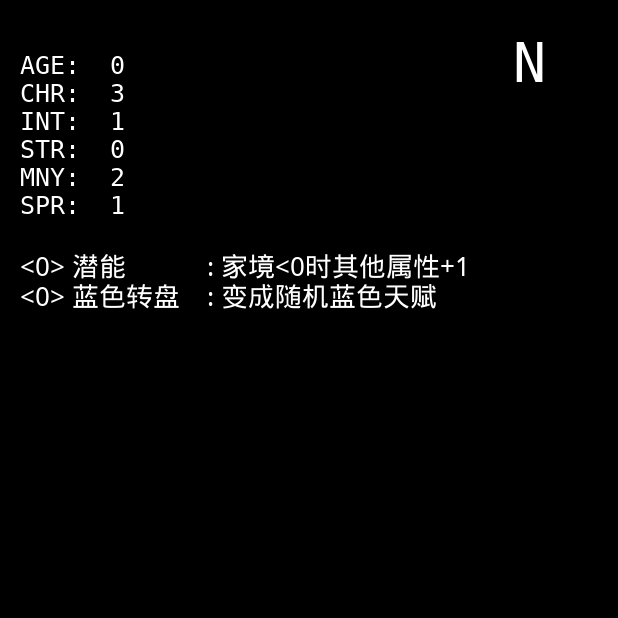 N
AGE: 0
CHR: 3
INT: 1
STR: 0
MNY: 2
SPR: 1
<0> 潜能 : 家境<0时其他属性+1
<0> 蓝色转盘 : 变成随机蓝色天赋